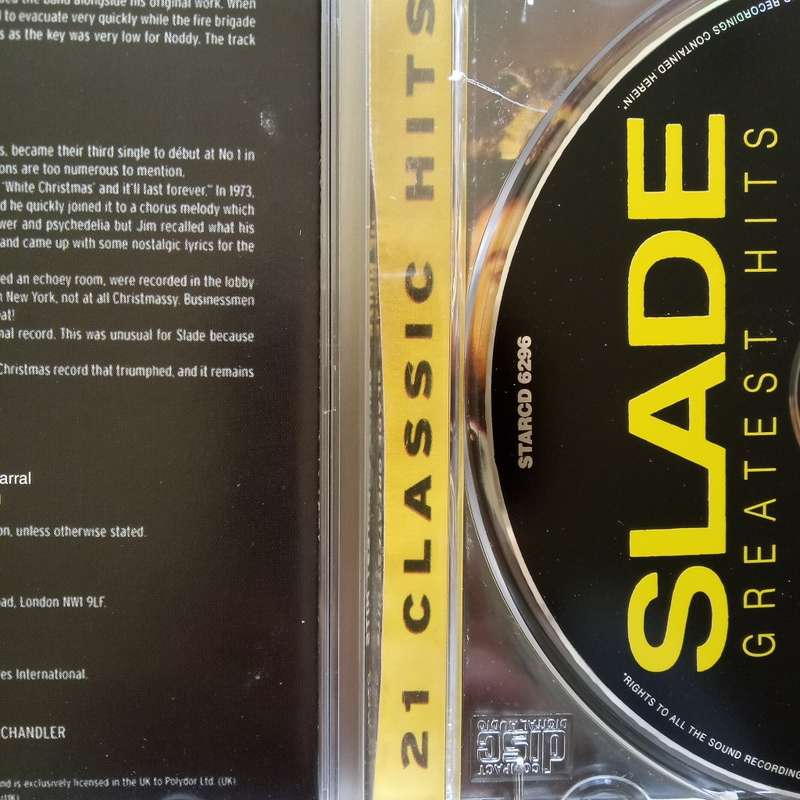 ed the band alongside his original work. When
to evacuate very quickly while the fire brigade
s as the key was very low for Noddy. The track
s, became their third single to début at No 1 in
ons are too numerous to mention.
'White Christmas' and it'll last forever." In 1973,
d he quickly joined it to a chorus melody which
wer and psychedelia but Jim recalled what his
and came up with some nostalgic lyrics for the
ed an echoey room, were recorded in the lobby
n New York, not at all Christmassy. Businessmen
at!
nal record. This was unusual for Slade because
Christmas record that triumphed, and it remains
arral
on, unless otherwise stated.
ad, London NW1 9LF.
es International.
CHANDLER
nd is exclusively licensed in the UK to Polydor Ltd. (UK)
21 CLASSIC HITS
COMPACT
disc
DIGITAL AUDIO
STARCD 6296
SLADE
GREATEST HITS
"RIGHTS TO ALL THE SOUND RECORDING
RECORDINGS CONTAINED HEREIN"